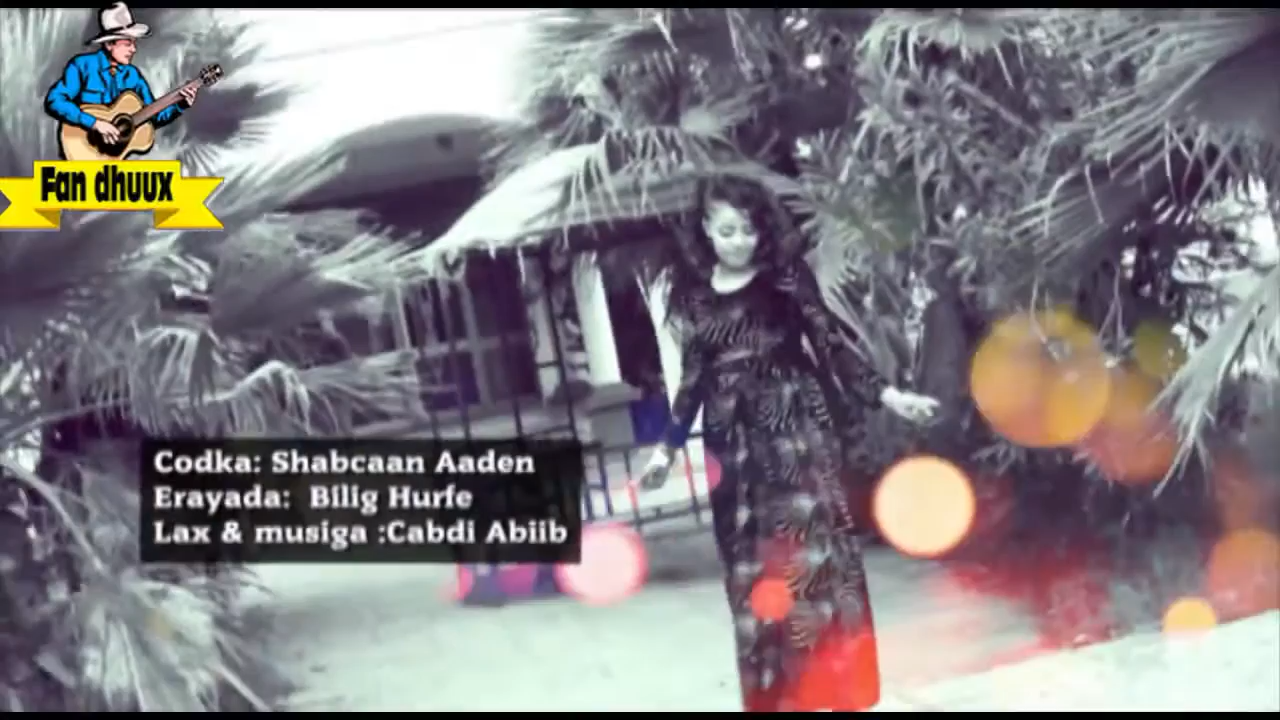 Fan dhuux
Codka: Shabcaan Aaden
Erayada: Bilig Hurfe
Lax & musiga :Cabdi Abiib